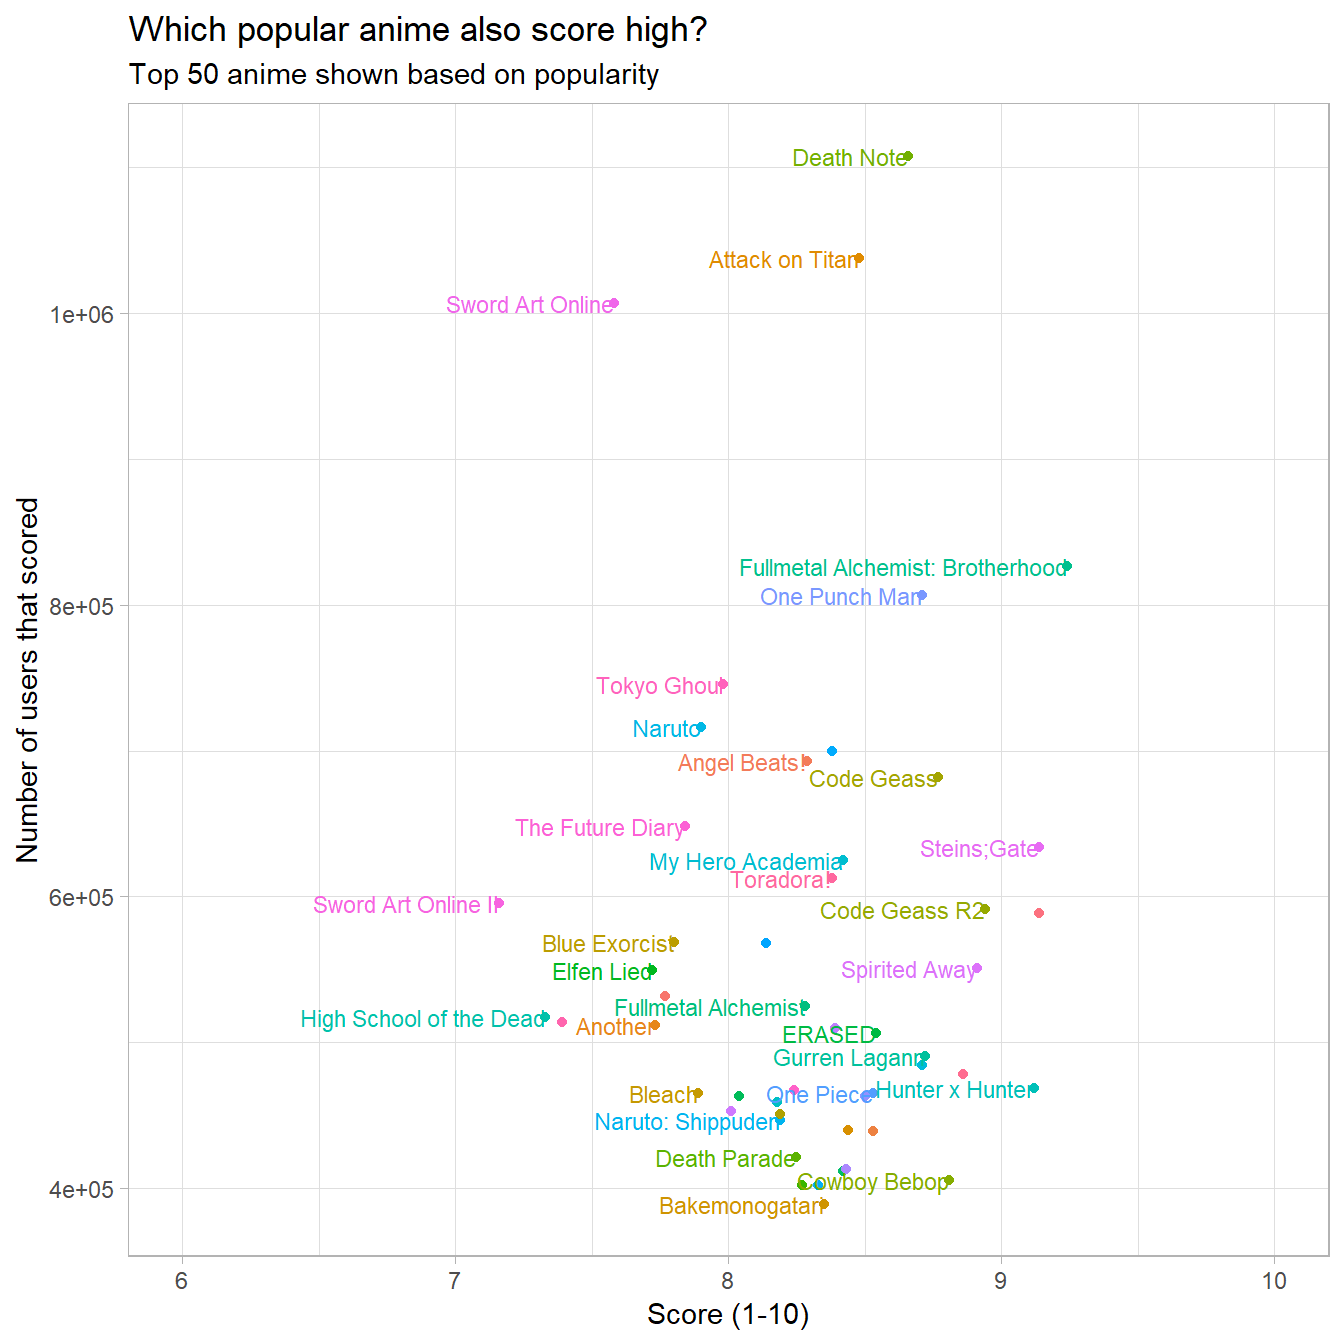 Which popular anime also score high?
Top 50 anime shown based on popularity
Number of users that scored
1e+06
8e+05
6e+05
4e+05
Death Note
Attack on Titan
Sword Art Online
Fullmetal Alchemist: Brotherhood
One Punch Man
Tokyo Ghoul
Naruto
Angel Beats!
Code Geass
The Future Diary
Steins;Gate
My Hero Academia
Toradora!
Sword Art Online II
Code Geass R2
Blue Exorcist
Elfen Lied
Spirited Away
Fullmetal Alchemist
High School of the Dead
Another
ERASED
Gurren Lagann
Hunter x Hunter
Bleach
One Piece
Naruto: Shippuden
Death Parade
Cowboy Bebop
Bakemonogatari
6 7 8 9 10
Score (1-10)